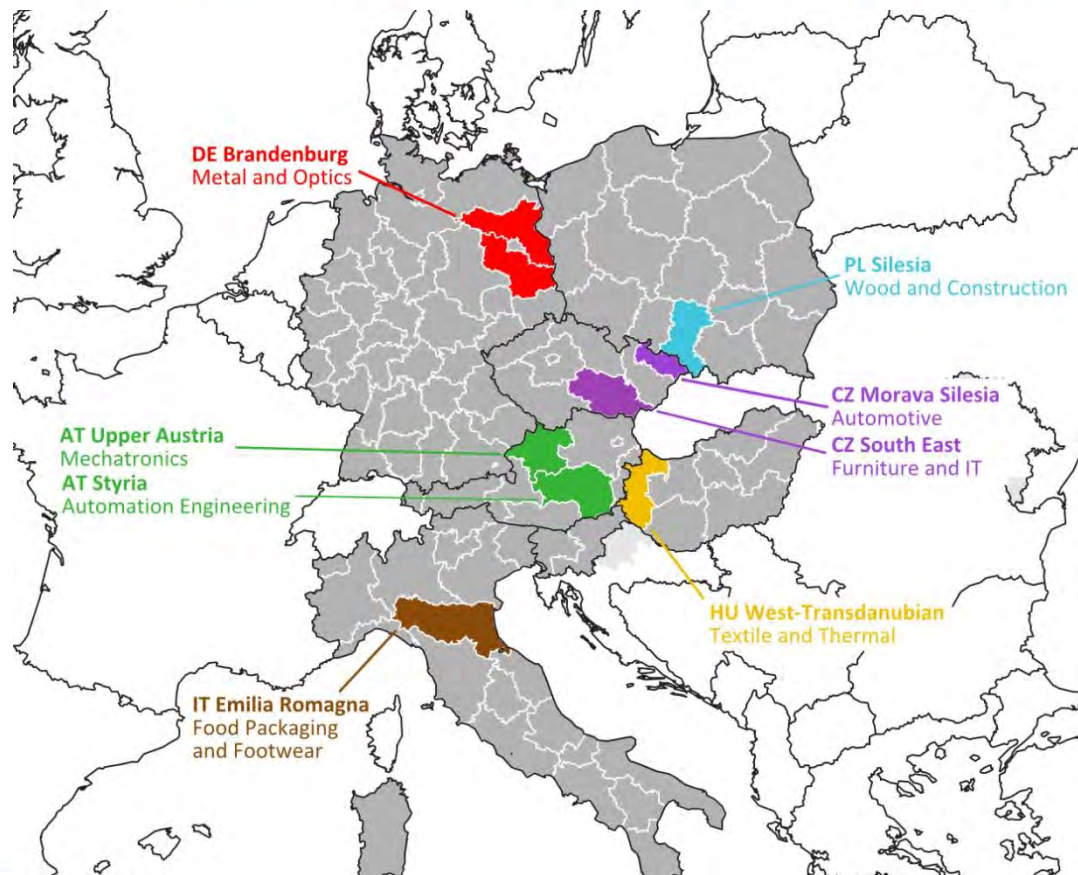 DE Brandenburg
Metal and Optics
PL Silesia
Wood and Construction
CZ Morava Silesia
Automotive
CZ South East
Furniture and IT
AT Upper Austria
Mechatronics
AT Styria
Automation Engineering
HU West-Transdanubian
Textile and Thermal
IT Emilia Romagna
Food Packaging
and Footwear